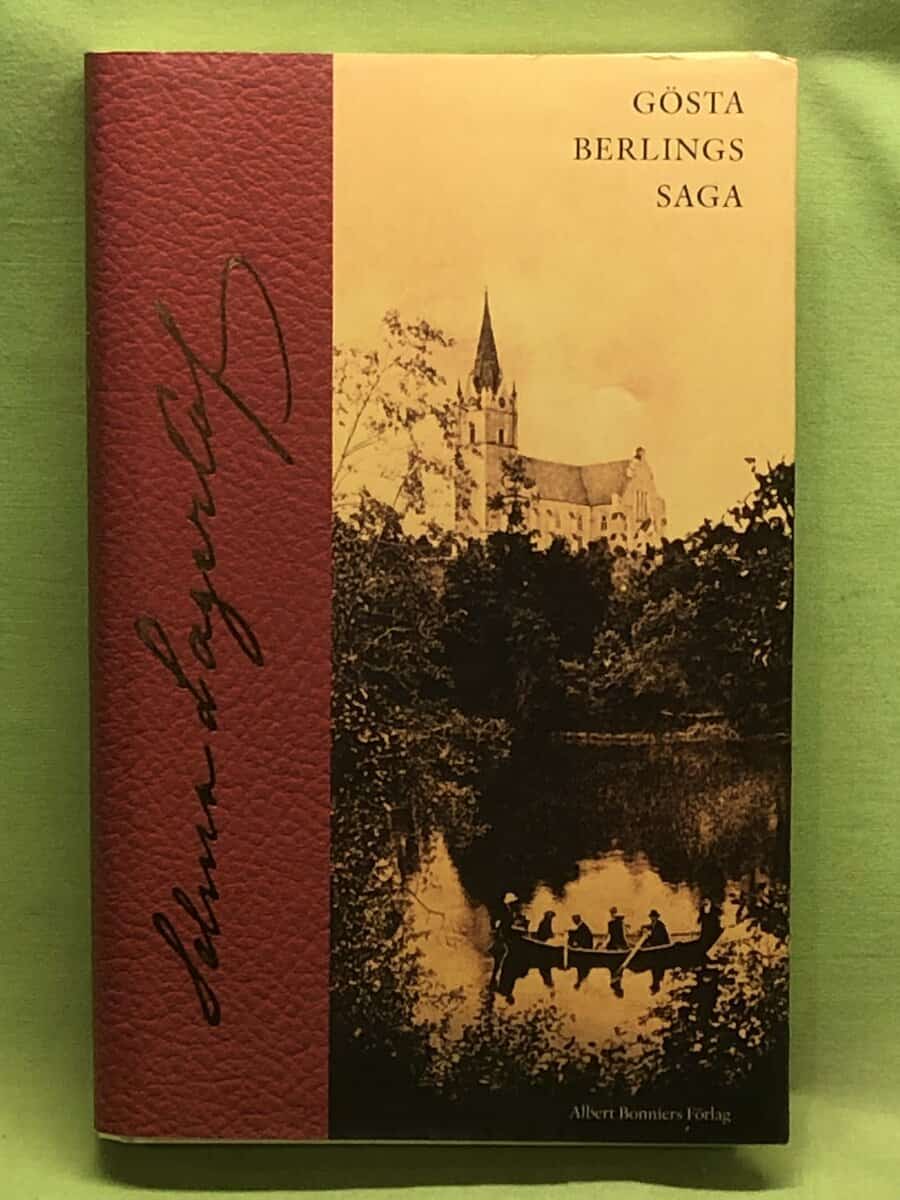 GÖSTA
BERLINGS
SAGA
Selma Lagerlöf
Albert Bonniers Förlag